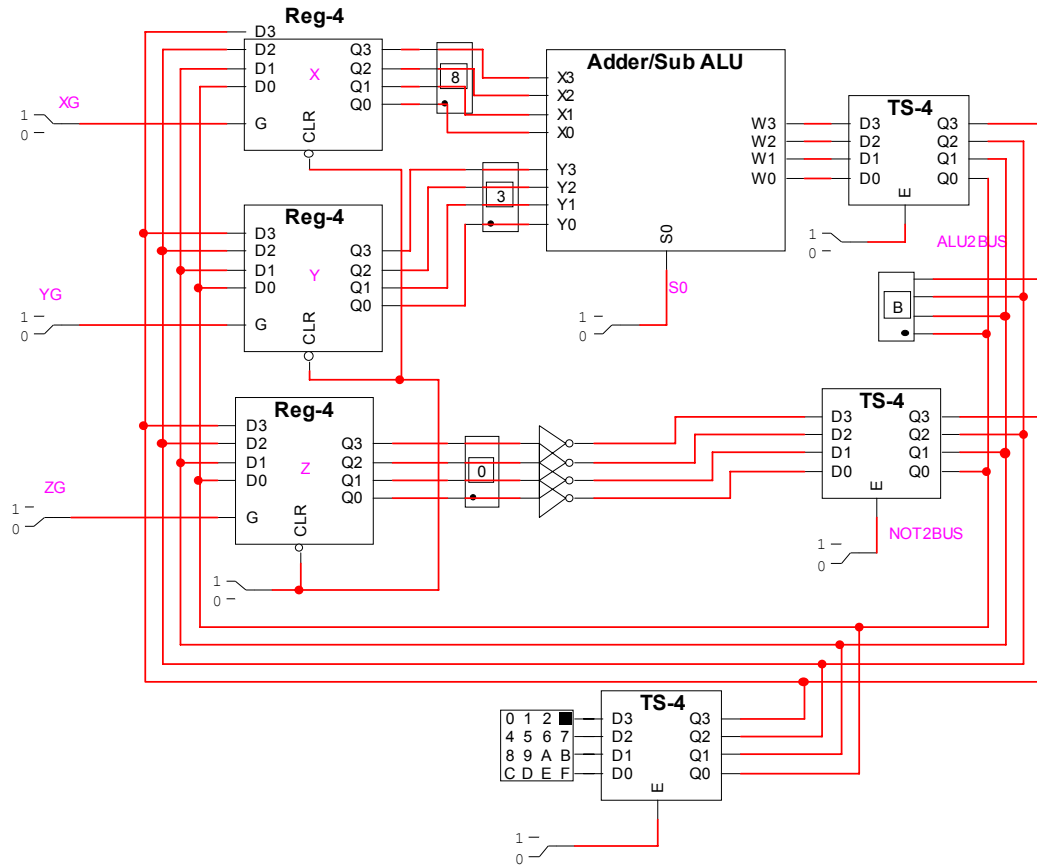 Reg-4
D3
D2
D1
D0
G
X
CLR
Q3
Q2
Q1
Q0
8
XG
1
0
Adder/Sub ALU
X3
X2
X1
X0
Y3
Y2
Y1
Y0
W3
W2
W1
W0
S0
TS-4
D3
D2
D1
D0
Q3
Q2
Q1
Q0
E
1
0
ALU2BUS
Reg-4
D3
D2
D1
D0
G
Y
CLR
Q3
Q2
Q1
Q0
3
YG
1
0
S0
1
0
B
Reg-4
D3
D2
D1
D0
G
Z
CLR
Q3
Q2
Q1
Q0
0
ZG
1
0
TS-4
D3
D2
D1
D0
Q3
Q2
Q1
Q0
E
1
0
NOT2BUS
1
0
TS-4
0 1 2
4 5 6 7
8 9 A B
C D E F
D3
D2
D1
D0
Q3
Q2
Q1
Q0
E
1
0